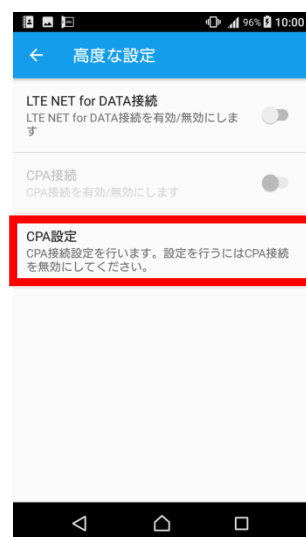 96% 10:00
高度な設定
LTE NET for DATA接続
LTE NET for DATA接続を有効/無効にしま
す
CPA接続
CPA接続を有効/無効にします
CPA設定
CPA接続設定を行います。設定を行うにはCPA接続
を無効にしてください。